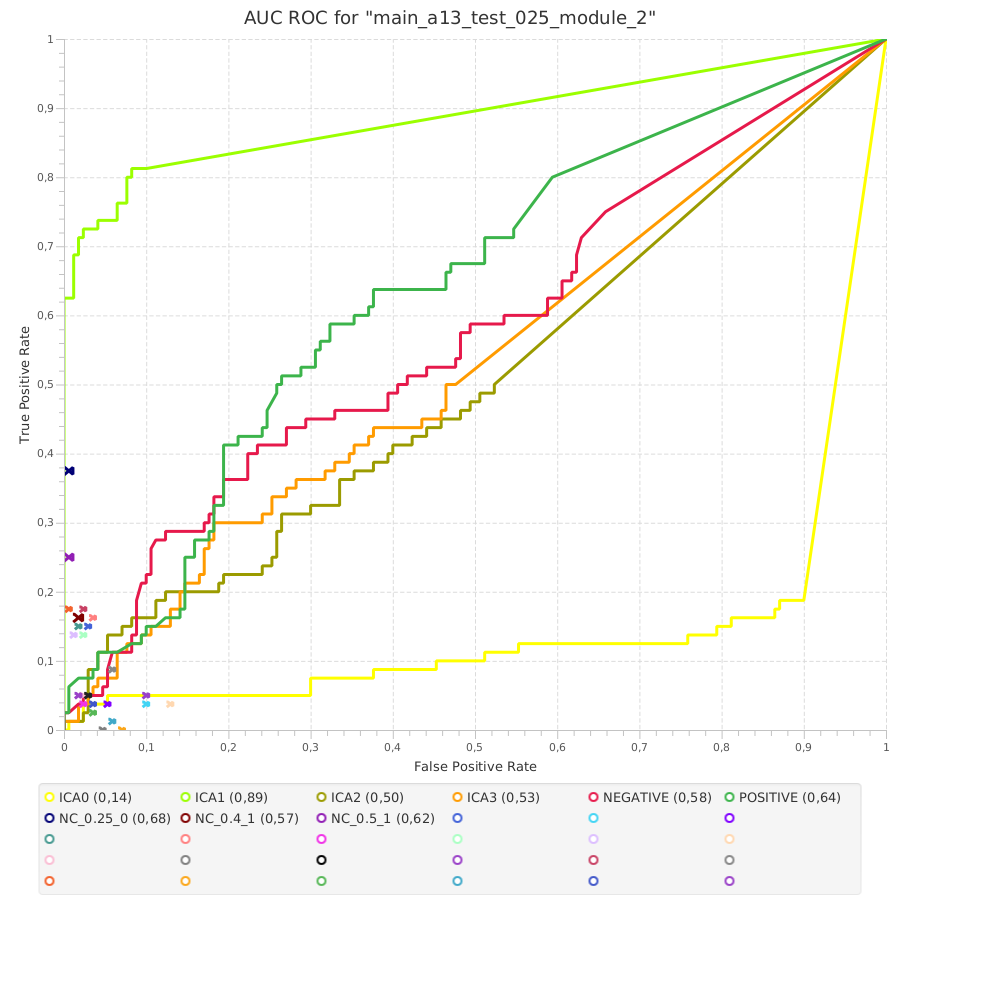 AUC ROC for "main_a13_test_025_module_2"
1
0,9
0,8
0,7
0,6
0,5
0,4
0,3
0,2
0,1
0
True Positive Rate
0 0,1 0,2 0,3 0,4 0,5 0,6 0,7 0,8 0,9 1
False Positive Rate
ICA0 (0,14) ICA1 (0,89) ICA2 (0,50) ICA3 (0,53) NEGATIVE (0,58) POSITIVE (0,64)
NC_0.25_0 (0,68) NC_0.4_1 (0,57) NC_0.5_1 (0,62)